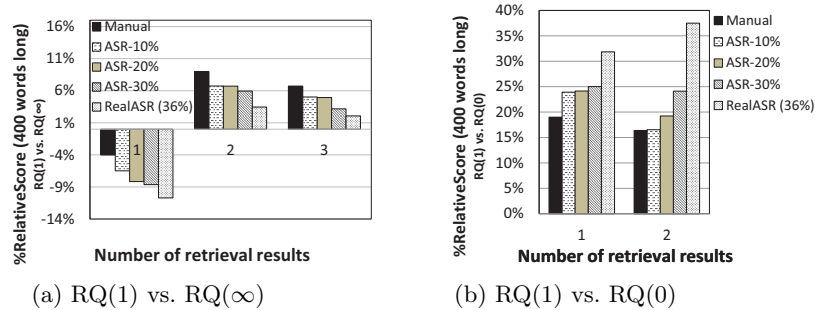 %RelativeScore (400 words long)
RQ(1) vs. RQ(∞)
16%
11%
6%
1%
-4%
-9%
-14%
Manual
ASR-10%
ASR-20%
ASR-30%
RealASR (36%)
1
2
3
Number of retrieval results
(a) RQ(1) vs. RQ(∞)
%RelativeScore (400 words long)
RQ(1) vs. RQ(0)
40%
35%
30%
25%
20%
15%
10%
5%
0%
Manual
ASR-10%
ASR-20%
ASR-30%
RealASR (36%)
1
2
Number of retrieval results
(b) RQ(1) vs. RQ(0)